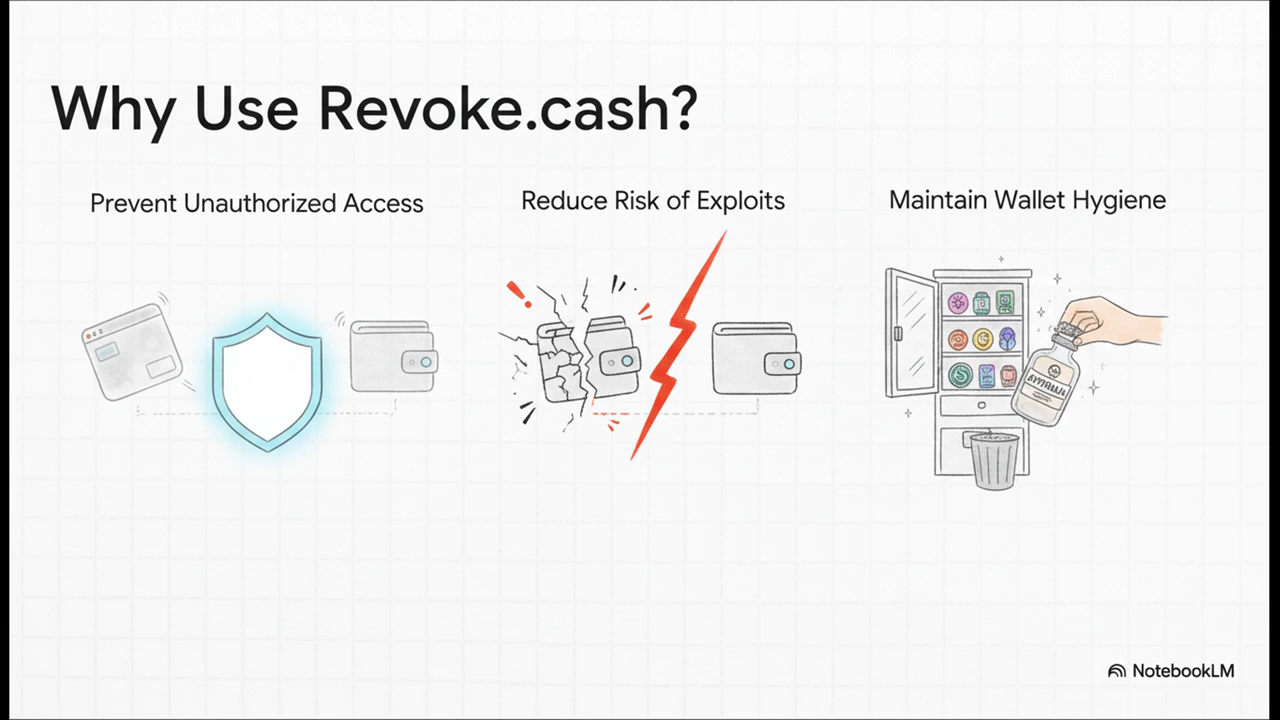 Why Use Revoke.cash?
Prevent Unauthorized Access
Reduce Risk of Exploits
Maintain Wallet Hygiene
NotebookLM